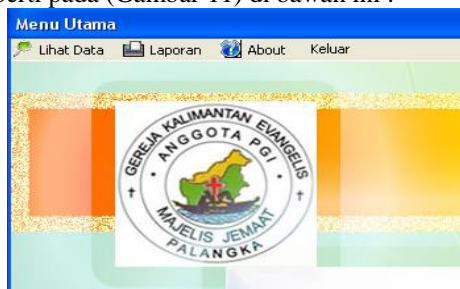 seperti pada (Gambar 11) di bawah ini :
Menu Utama
Lihat Data Laporan About Keluar
GEREJA KALIMANTAN EVANGELIS
ANGGOTA PGI
MAJELIS JEMAAT
PALANGKA